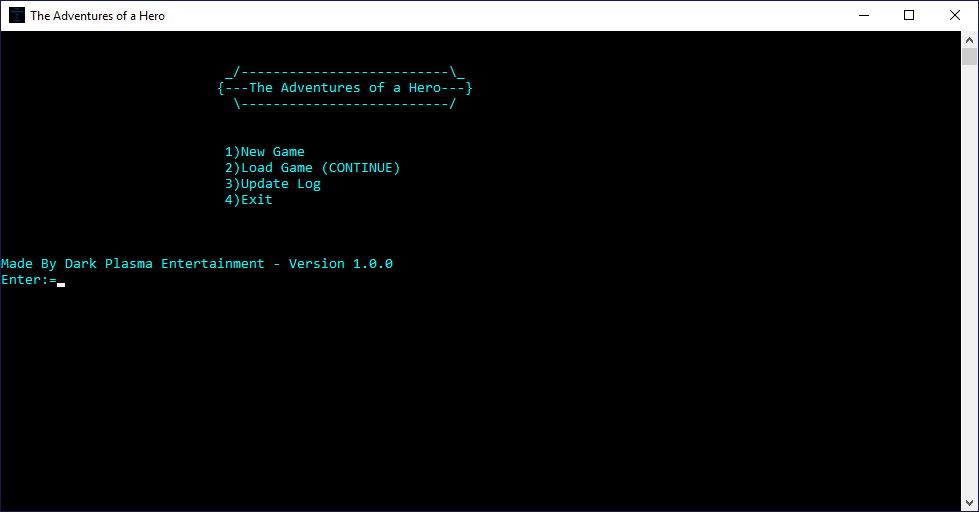 The Adventures of a Hero
_/--------------------------\_
{---The Adventures of a Hero---}
\--------------------------/
1)New Game
2)Load Game (CONTINUE)
3)Update Log
4)Exit
Made By Dark Plasma Entertainment - Version 1.0.0
Enter:=